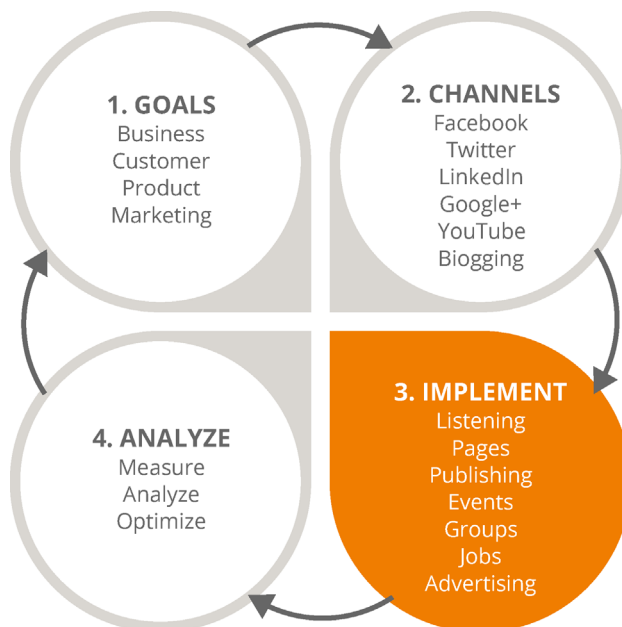 1. GOALS
Business
Customer
Product
Marketing
2. CHANNELS
Facebook
Twitter
LinkedIn
Google+
YouTube
Biogging
3. IMPLEMENT
Listening
Pages
Publishing
Events
Groups
Jobs
Advertising
4. ANALYZE
Measure
Analyze
Optimize